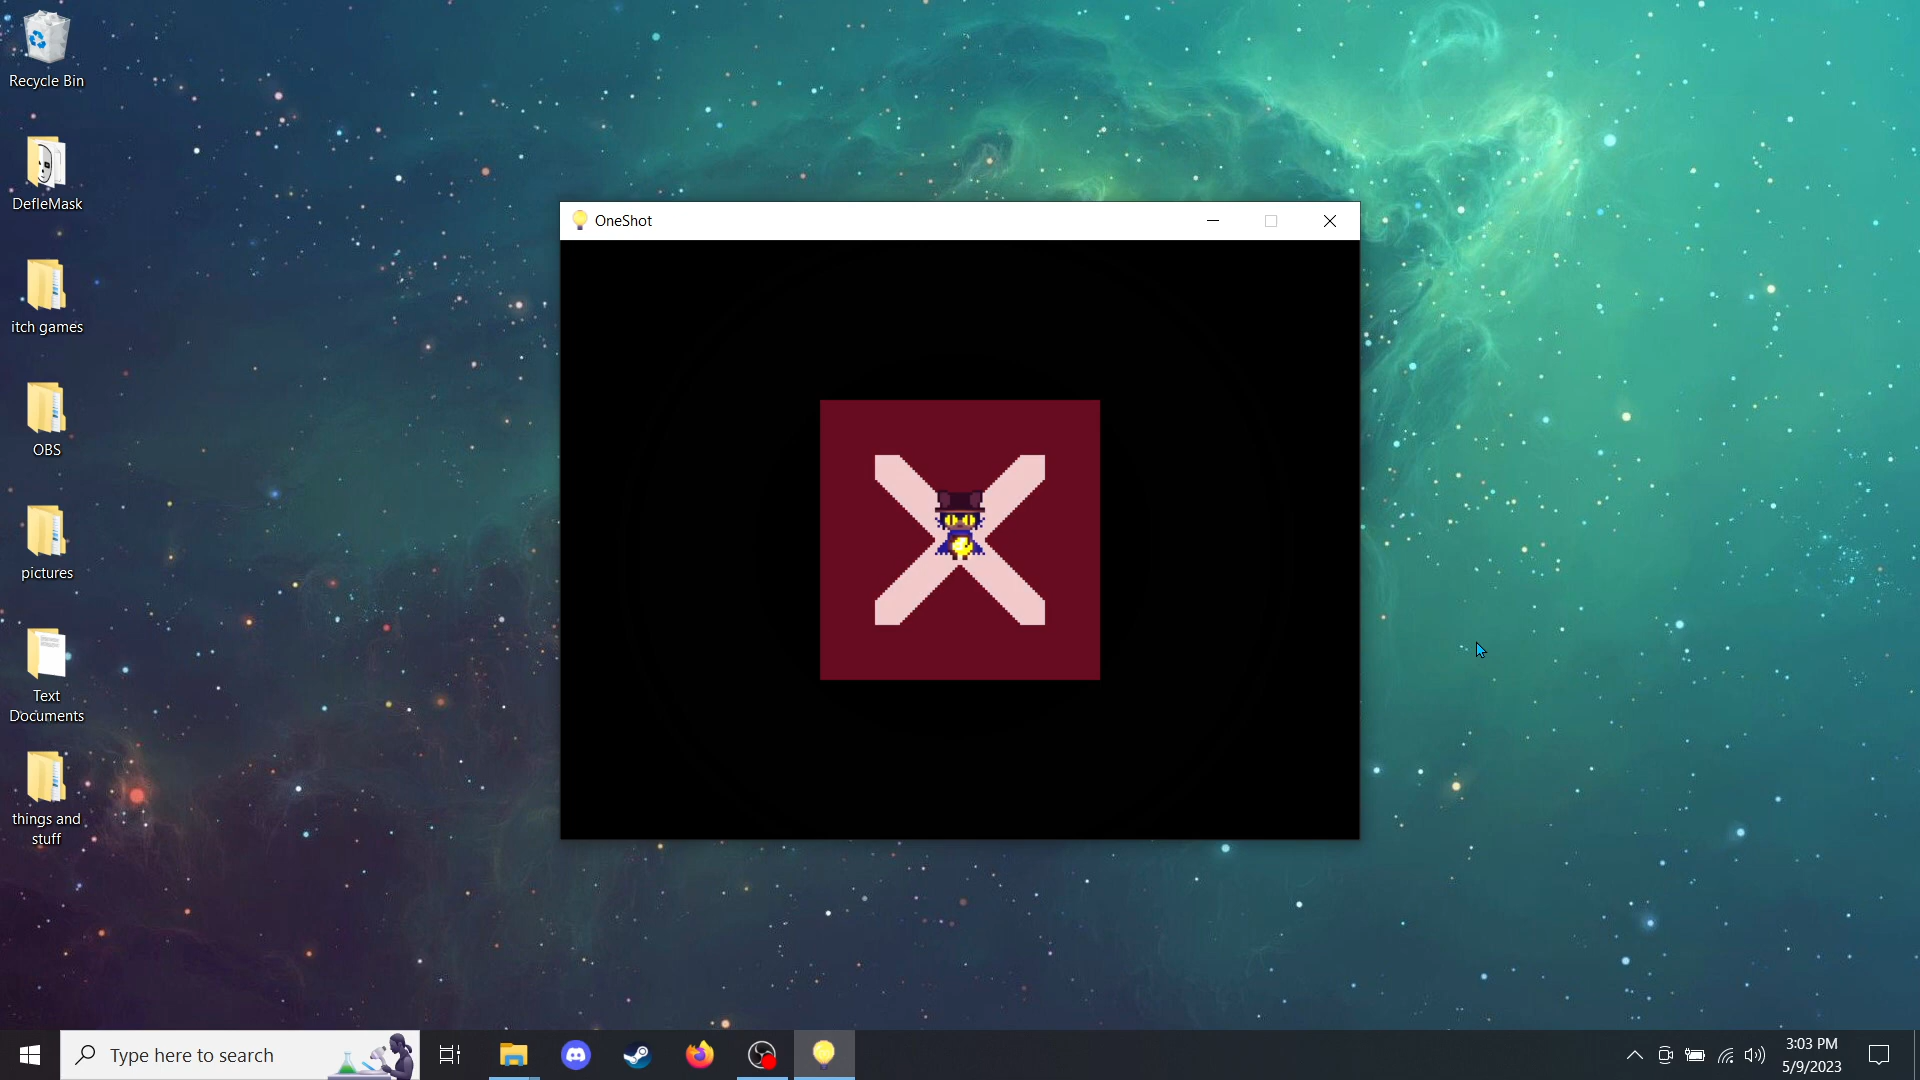 Recycle Bin
DefleMask
itch games
OBS
pictures
Text
Documents
things and
stuff
OneShot
Type here to search
3:03 PM
5/9/2023